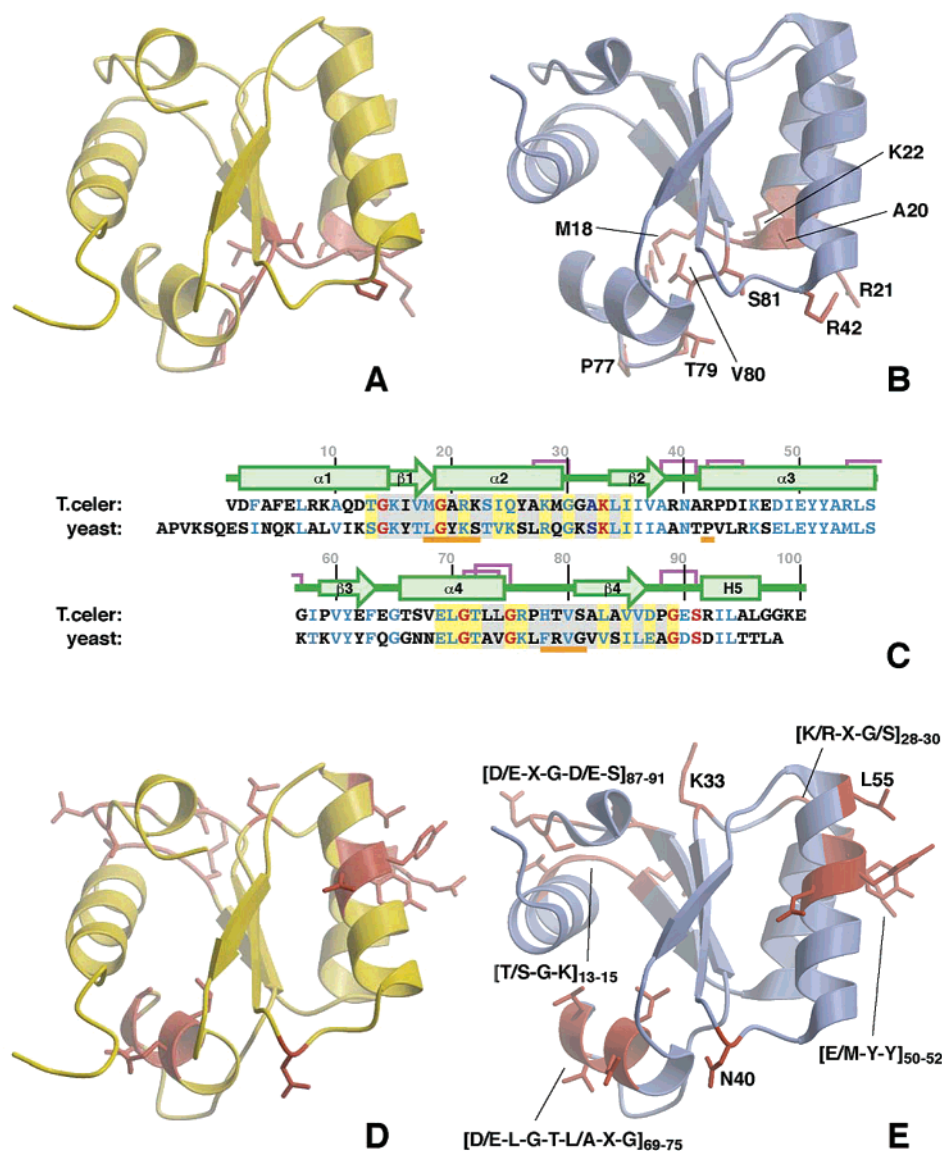 A
K22
A20
M18
R21
S81
R42
P77
T79
V80
B
10 20 30 40 50
α1 β1 α2 β2 α3
T.celer: VDFAFELRKAQDTGKIVMGARKSIQYAKMGGAKLIIVARNARPDIKEDIEYYARLS
yeast: APVKSQESINQKLALVIKSGKYTLGYKSTVKSLRQGKSKLIIIAANTPVLRKSELEYYAMLS
60 70 80 90 100
β3 α4 β4 H5
T.celer: GIPVYEFEGTSVELGTLLGRPHTVSALAVVDPGESRILALGGKE
yeast: KTKVYYFQGGNNELGTAVGKLFRVGVVSILEAGDSDILTTLA
C
D
[K/R-X-G/S]28-30
[D/E-X-G-D/E-S]87-91
K33
L55
[T/S-G-K]13-15
[E/M-Y-Y]50-52
N40
[D/E-L-G-T-L/A-X-G]69-75
E